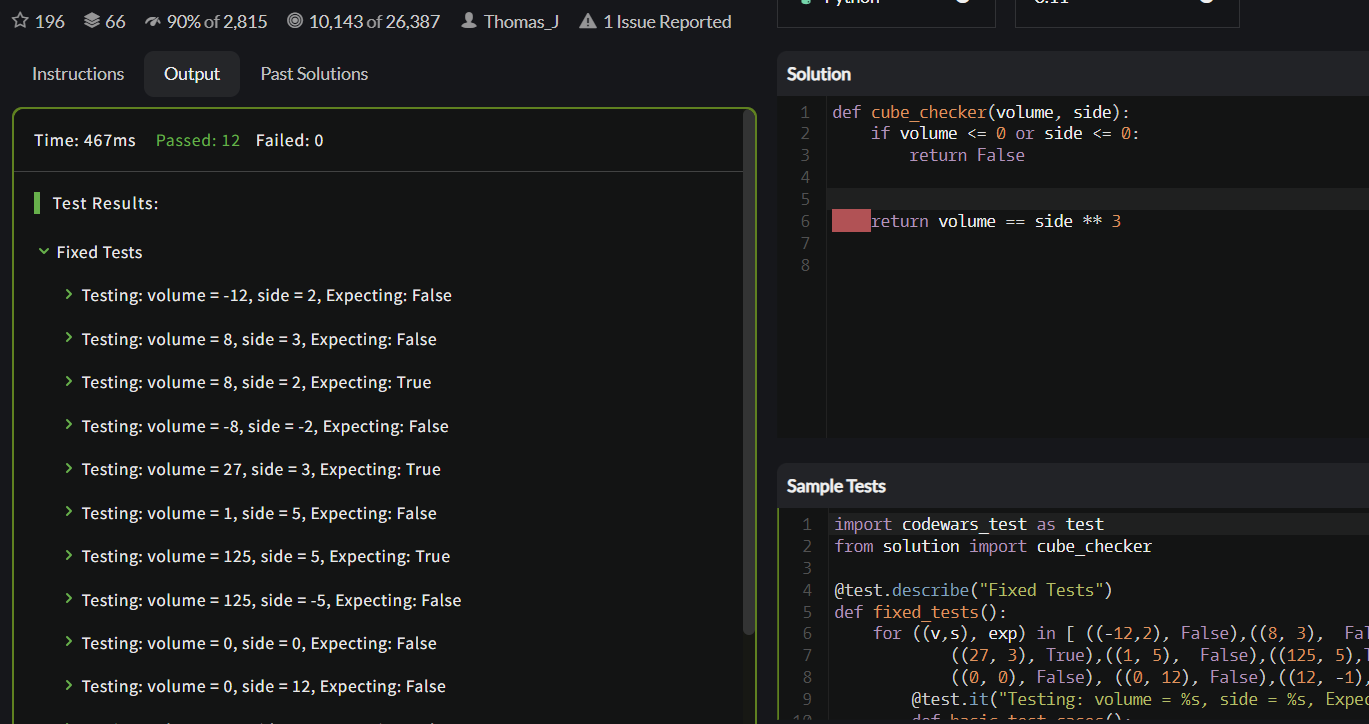 196 66 90% of 2,815 10,143 of 26,387 Thomas_J 1 Issue Reported
Python
Instructions Output Past Solutions
Time: 467ms Passed: 12 Failed: 0
Test Results:
Fixed Tests
Testing: volume = -12, side = 2, Expecting: False
Testing: volume = 8, side = 3, Expecting: False
Testing: volume = 8, side = 2, Expecting: True
Testing: volume = -8, side = -2, Expecting: False
Testing: volume = 27, side = 3, Expecting: True
Testing: volume = 1, side = 5, Expecting: False
Testing: volume = 125, side = 5, Expecting: True
Testing: volume = 125, side = -5, Expecting: False
Testing: volume = 0, side = 0, Expecting: False
Testing: volume = 0, side = 12, Expecting: False
Solution
1 def cube_checker(volume, side):
2 if volume <= 0 or side <= 0:
3 return False
4
5
6 return volume == side ** 3
7
8
Sample Tests
1 import codewars_test as test
2 from solution import cube_checker
3
4 @test.describe("Fixed Tests")
5 def fixed_tests():
6 for ((v,s), exp) in [ ((-12,2), False),((8, 3), Fal
7 ((27, 3), True),((1, 5), False),((125, 5),
8 ((0, 0), False), ((0, 12), False),((12, -1),
9 @test.it("Testing: volume = %s, side = %s, Expec
10 def basic_test_cases():